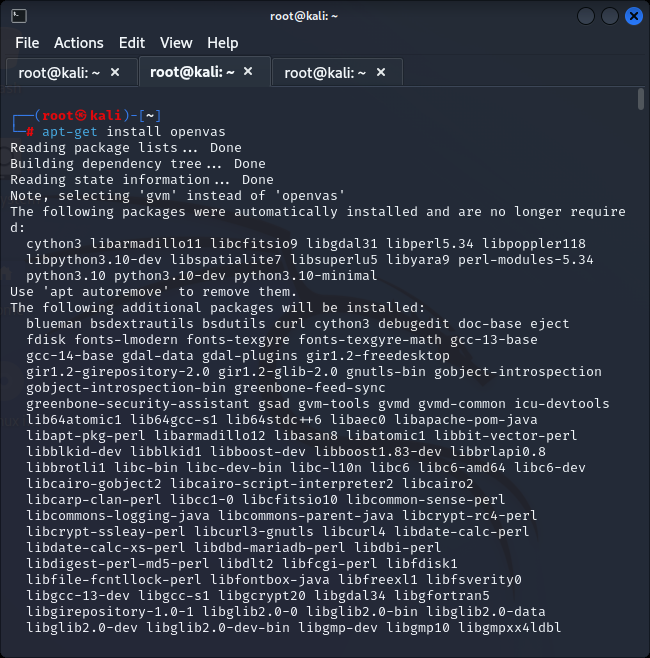 root@kali: ~
File Actions Edit View Help
root@kali: ~ × root@kali: ~ × root@kali: ~ ×
┌──(root㉿kali)-[~]
└─# apt-get install openvas
Reading package lists... Done
Building dependency tree... Done
Reading state information... Done
Note, selecting 'gvm' instead of 'openvas'
The following packages were automatically installed and are no longer require
d:
cython3 libarmadillo11 libcfitsio9 libgdal31 libperl5.34 libpoppler118
libpython3.10-dev libspatialite7 libsuperlu5 libyara9 perl-modules-5.34
python3.10 python3.10-dev python3.10-minimal
Use 'apt autoremove' to remove them.
The following additional packages will be installed:
blueman bsdextrautils bsdutils curl cython3 debugedit doc-base eject
fdisk fonts-lmodern fonts-texgyre fonts-texgyre-math gcc-13-base
gcc-14-base gdal-data gdal-plugins gir1.2-freedesktop
gir1.2-girepository-2.0 gir1.2-glib-2.0 gnutls-bin gobject-introspection
gobject-introspection-bin greenbone-feed-sync
greenbone-security-assistant gsad gvm-tools gvmd gvmd-common icu-devtools
lib64atomic1 lib64gcc-s1 lib64stdc++6 libaec0 libapache-pom-java
libapt-pkg-perl libarmadillo12 libasan8 libatomic1 libbit-vector-perl
libblkid-dev libblkid1 libboost-dev libboost1.83-dev libbrlapi0.8
libbrotli1 libc-bin libc-dev-bin libc-l10n libc6 libc6-amd64 libc6-dev
libcairo-gobject2 libcairo-script-interpreter2 libcairo2
libcarp-clan-perl libcc1-0 libcfitsio10 libcommon-sense-perl
libcommons-logging-java libcommons-parent-java libcrypt-rc4-perl
libcrypt-ssleay-perl libcurl3-gnutls libcurl4 libdate-calc-perl
libdate-calc-xs-perl libdbd-mariadb-perl libdbi-perl
libdigest-perl-md5-perl libdlt2 libfcgi-perl libfdisk1
libfile-fcntllock-perl libfontbox-java libfreexl1 libfsverity0
libgcc-13-dev libgcc-s1 libgcrypt20 libgdal34 libgfortran5
libgirepository-1.0-1 libglib2.0-0 libglib2.0-bin libglib2.0-data
libglib2.0-dev libglib2.0-dev-bin libgmp-dev libgmp10 libgmpxx4ldbl